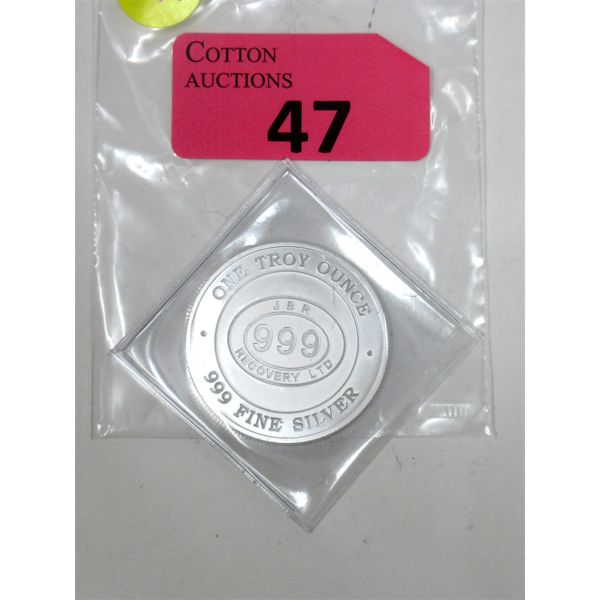 COTTON
AUCTIONS
47
ONE TROY OUNCE
JBR
999
RECOVERY LTD
999 FINE SILVER